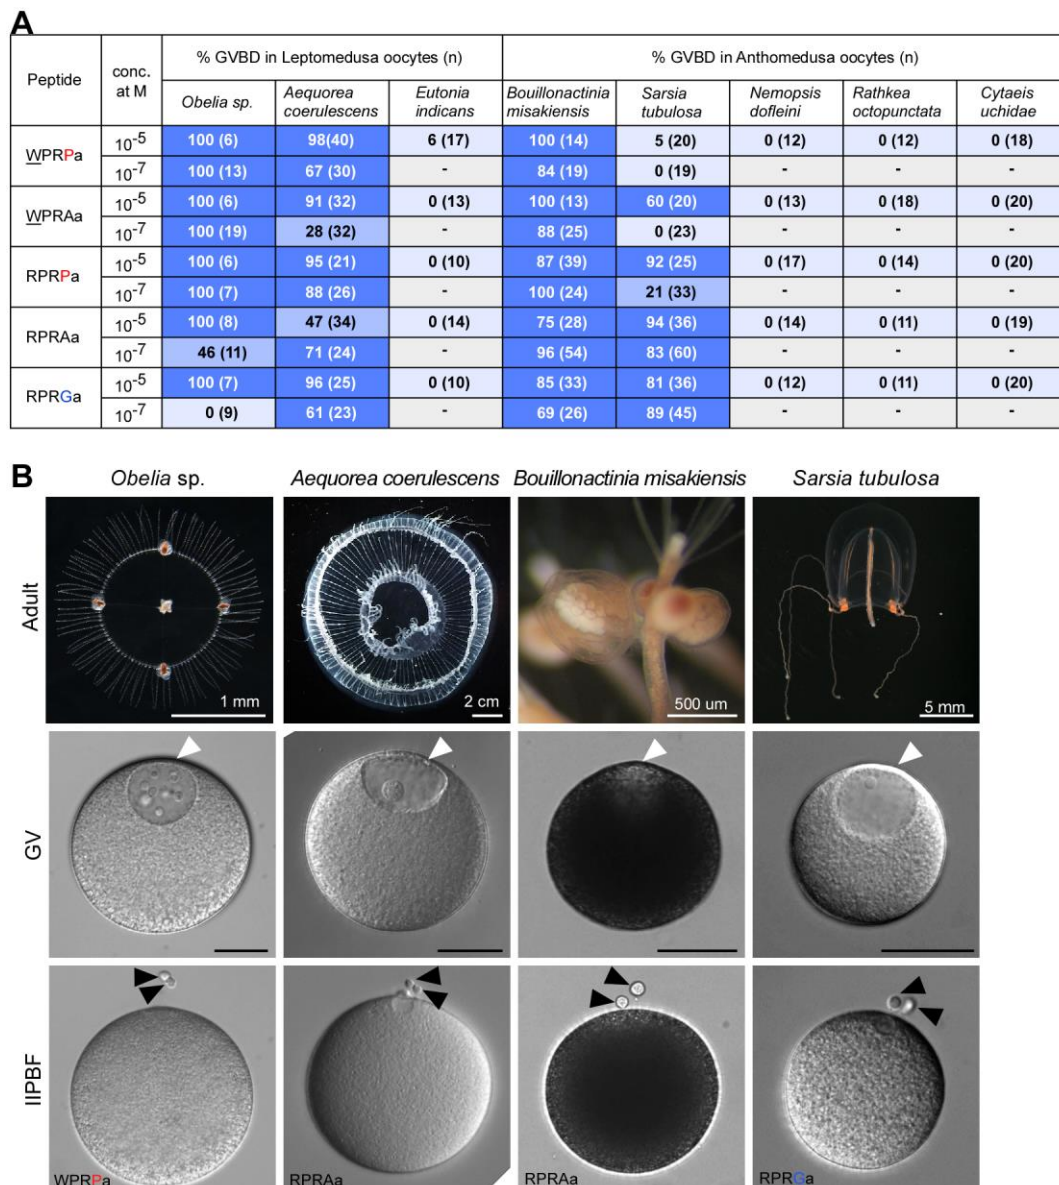 A
Peptide conc. at M % GVBD in Leptomedusa oocytes (n) % GVBD in Anthomedusa oocytes (n)
Obelia sp. Aequorea coerulescens Eutonia indicans Bouillonactinia misakiensis Sarsia tubulosa Nemopsis dofleini Rathkea octopunctata Cytaeis uchidae
WPRPa 10-5 100 (6) 98(40) 6 (17) 100 (14) 5 (20) 0 (12) 0 (12) 0 (18)
10-7 100 (13) 67 (30) - 84 (19) 0 (19) - - -
WPRAa 10-5 100 (6) 91 (32) 0 (13) 100 (13) 60 (20) 0 (13) 0 (18) 0 (20)
10-7 100 (19) 28 (32) - 88 (25) 0 (23) - - -
RPRPa 10-5 100 (6) 95 (21) 0 (10) 87 (39) 92 (25) 0 (17) 0 (14) 0 (20)
10-7 100 (7) 88 (26) - 100 (24) 21 (33) - - -
RPRAa 10-5 100 (8) 47 (34) 0 (14) 75 (28) 94 (36) 0 (14) 0 (11) 0 (19)
10-7 46 (11) 71 (24) - 96 (54) 83 (60) - - -
RPRGa 10-5 100 (7) 96 (25) 0 (10) 85 (33) 81 (36) 0 (12) 0 (11) 0 (20)
10-7 0 (9) 61 (23) - 69 (26) 89 (45) - - -
B
Obelia sp. Aequorea coerulescens Bouillonactinia misakiensis Sarsia tubulosa
Adult
1 mm 2 cm 500 um 5 mm
GV
IIPBF
WPRPa RPRAa RPRAa RPRGa